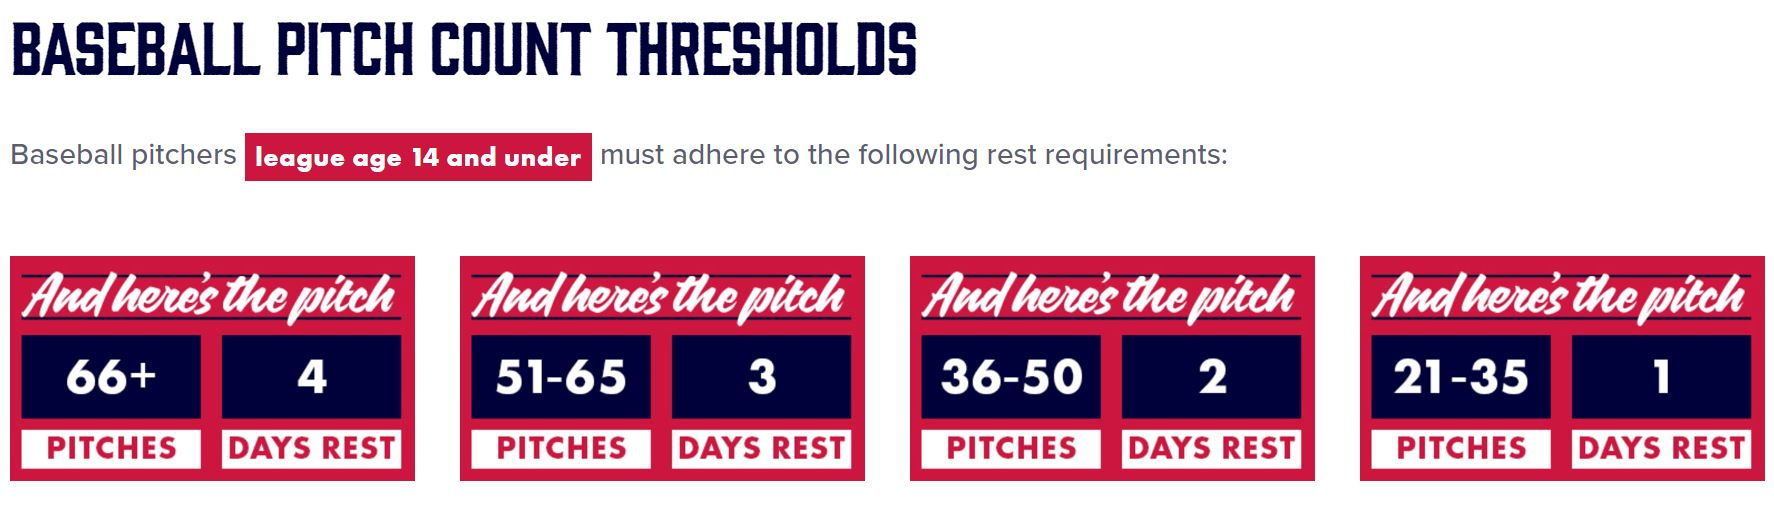 BASEBALL PITCH COUNT THRESHOLDS
Baseball pitchers league age 14 and under must adhere to the following rest requirements:
And here's the pitch
66+ 4
PITCHES DAYS REST
And here's the pitch
51-65 3
PITCHES DAYS REST
And here's the pitch
36-50 2
PITCHES DAYS REST
And here's the pitch
21-35 1
PITCHES DAYS REST